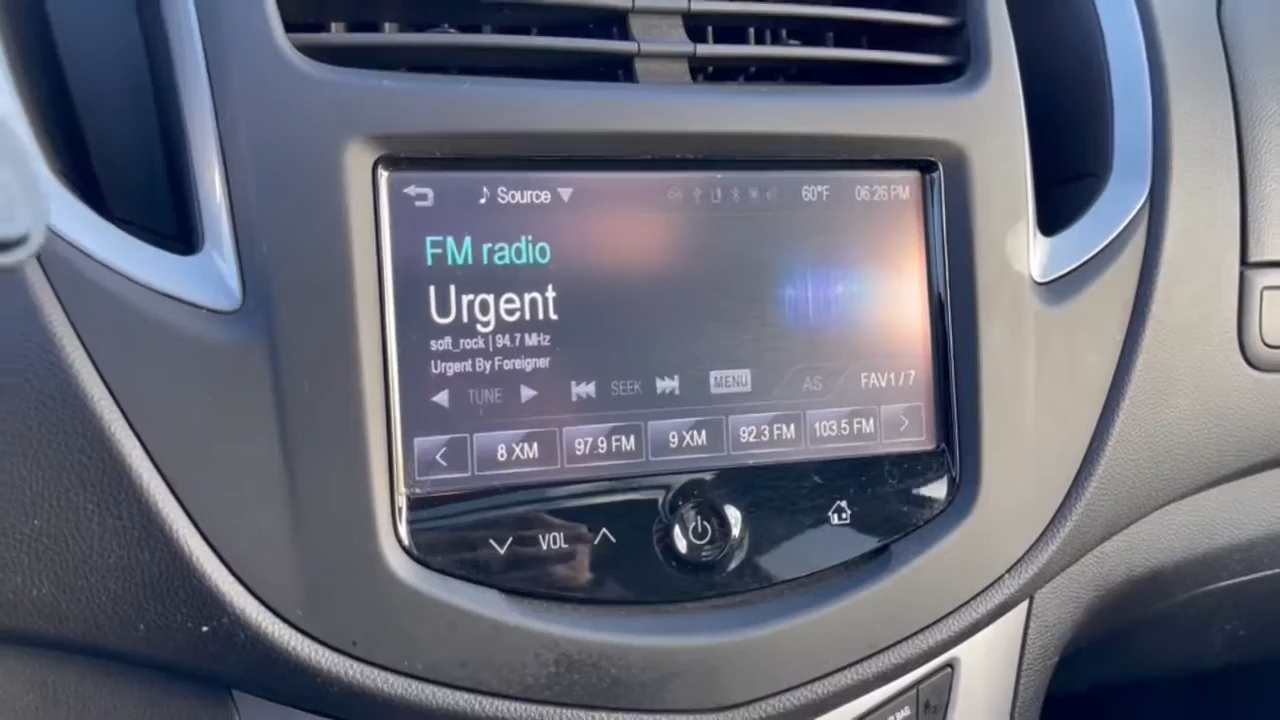 Source 60°F 06:26 PM
FM radio
Urgent
soft_rock | 94.7 MHz
Urgent By Foreigner
TUNE SEEK MENU AS FAV1/7
8 XM 97.9 FM 9 XM 92.3 FM 103.5 FM
VOL
BAG